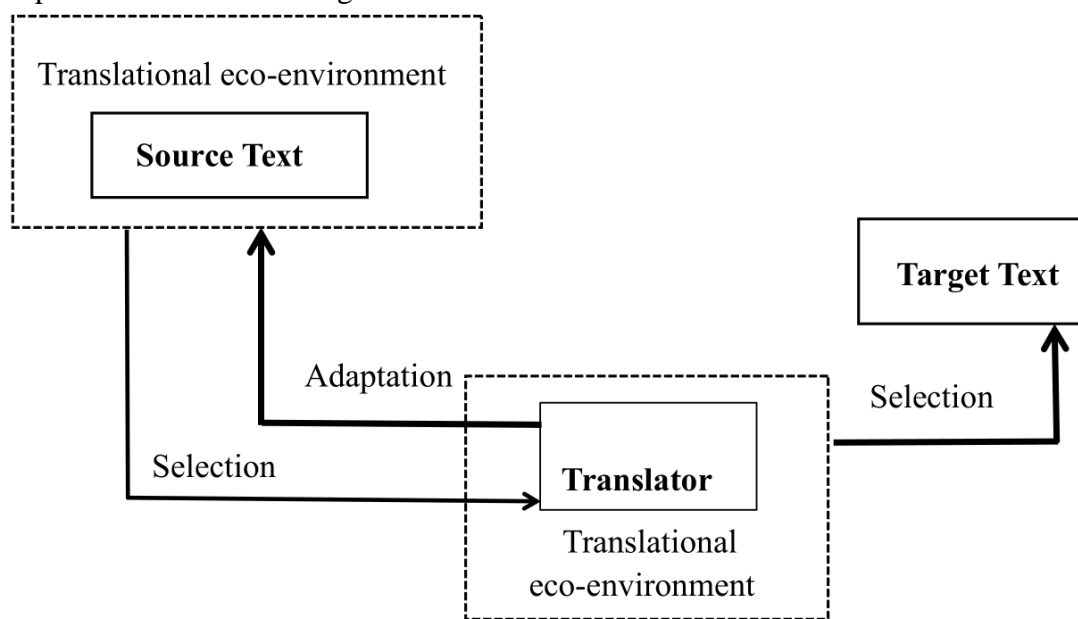 Translational eco-environment
Source Text
Target Text
Adaptation
Selection
Selection
Translator
Translational
eco-environment